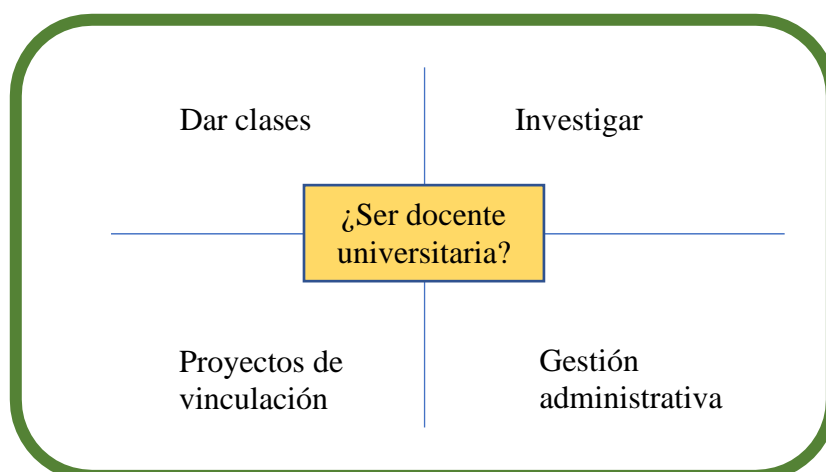 Dar clases
Investigar
¿Ser docente
universitaria?
Proyectos de
vinculación
Gestión
administrativa